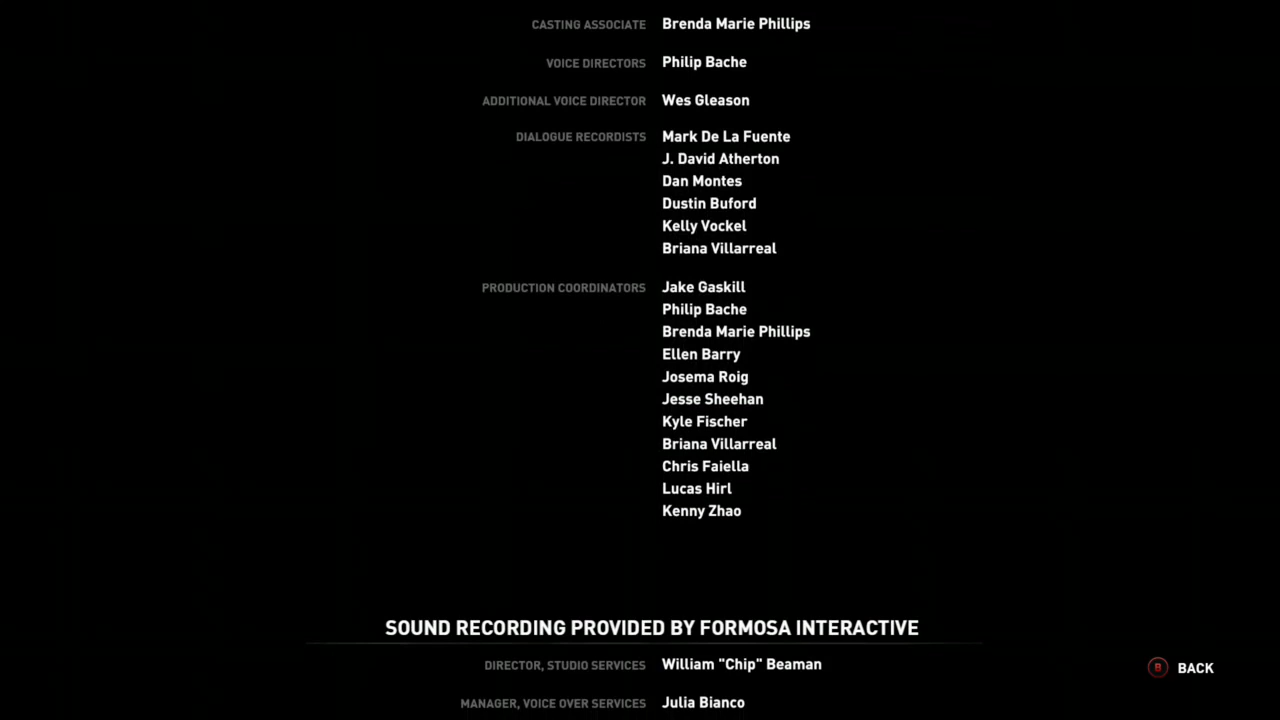 CASTING ASSOCIATE Brenda Marie Phillips
VOICE DIRECTORS Philip Bache
ADDITIONAL VOICE DIRECTOR Wes Gleason
DIALOGUE RECORDISTS Mark De La Fuente
J. David Atherton
Dan Montes
Dustin Buford
Kelly Vockel
Briana Villarreal
PRODUCTION COORDINATORS Jake Gaskill
Philip Bache
Brenda Marie Phillips
Ellen Barry
Josema Roig
Jesse Sheehan
Kyle Fischer
Briana Villarreal
Chris Faiella
Lucas Hirl
Kenny Zhao
SOUND RECORDING PROVIDED BY FORMOSA INTERACTIVE
DIRECTOR, STUDIO SERVICES William "Chip" Beaman
B BACK
MANAGER, VOICE OVER SERVICES Julia Bianco